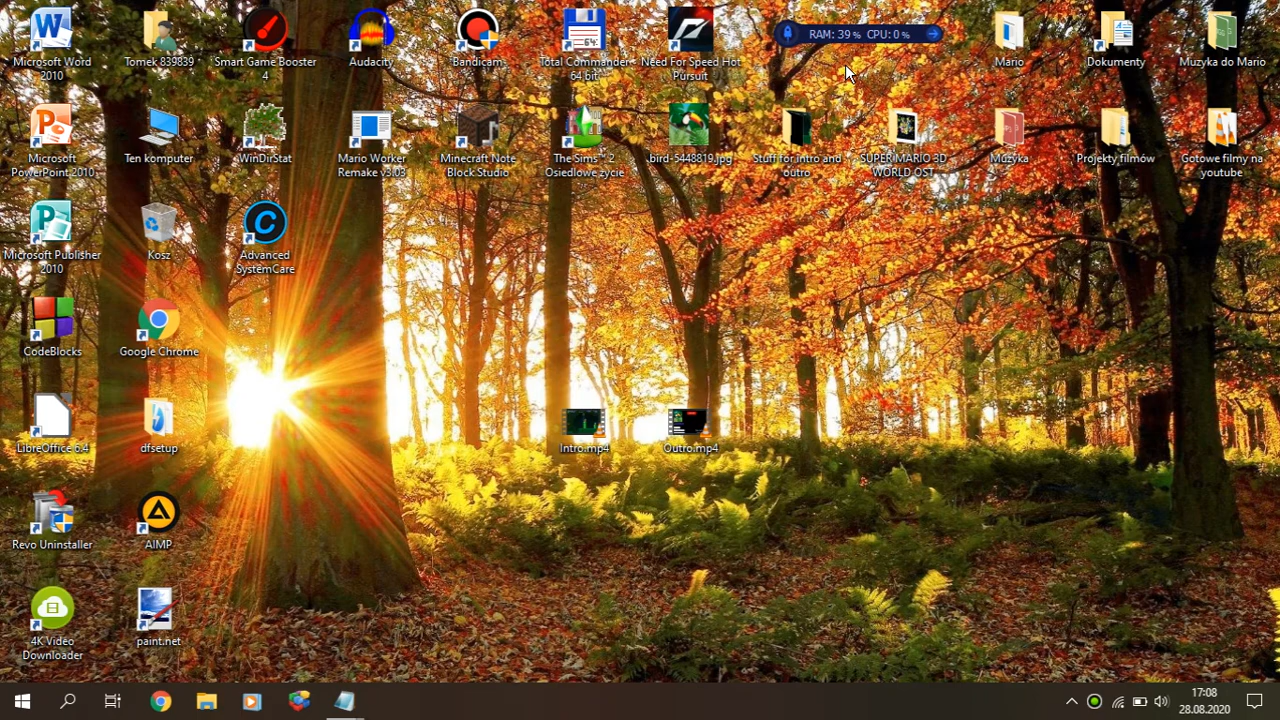 RAM: 39 % CPU: 0 %
Microsoft Word
2010
Tomek 839839
Smart Game Booster
4
Audacity
Bandicam
64:
Total Commander
64 bit
Need For Speed Hot
Pursuit
Mario
Dokumenty
Muzyka do Mario
Microsoft
PowerPoint 2010
Ten komputer
WinDirStat
Mario Worker
Remake v3.03
Minecraft Note
Block Studio
The Sims™ 2
Osiedlowe życie
bird-5448819.jpg
Stuff for intro and
outro
SUPER MARIO 3D
WORLD OST
Muzyka
Projekty filmów
Gotowe filmy na
youtube
Microsoft Publisher
2010
Kosz
Advanced
SystemCare
CodeBlocks
Google Chrome
LibreOffice 6.4
dfsetup
Intro.mp4
Outro.mp4
Revo Uninstaller
AIMP
4K Video
Downloader
paint.net
17:08
28.08.2020